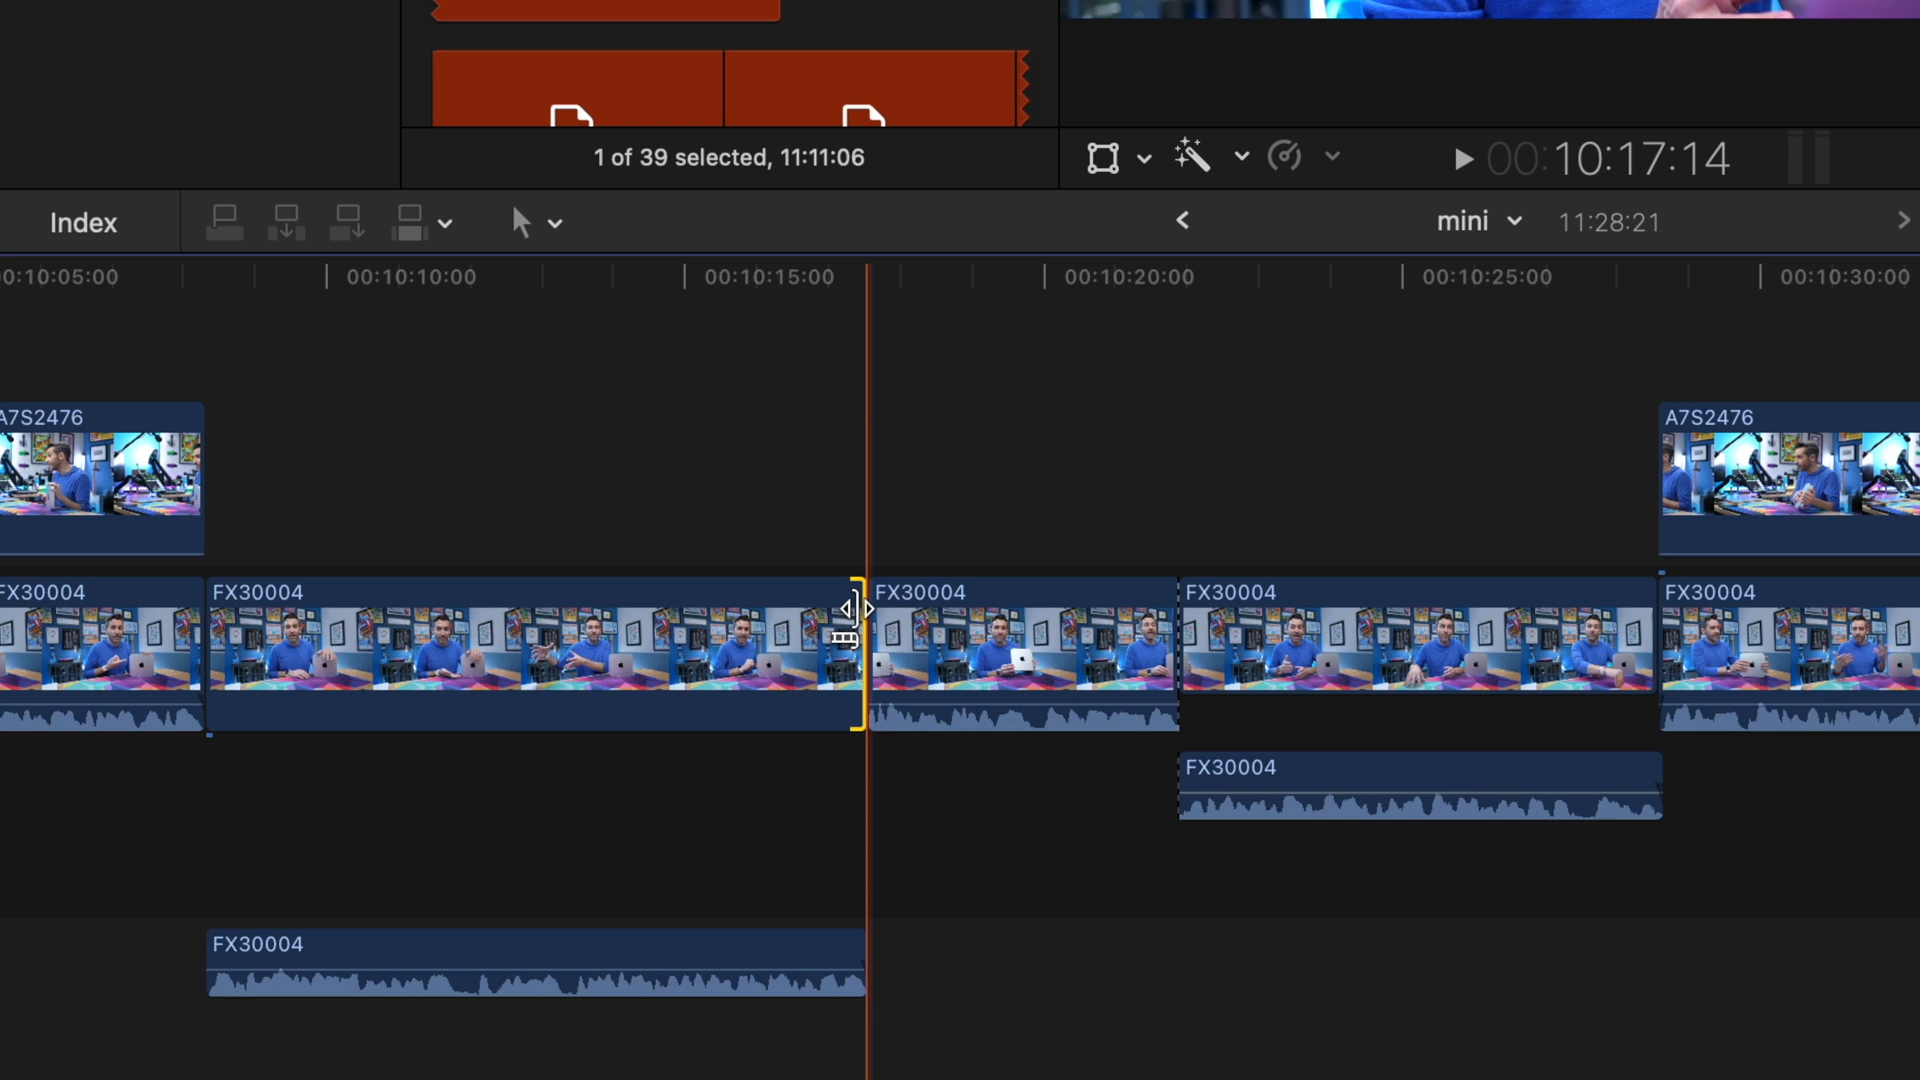 1 of 39 selected, 11:11:06
00:10:17:14
Index
mini
11:28:21
0:10:05:00
00:10:10:00
00:10:15:00
00:10:20:00
00:10:25:00
00:10:30:00
A7S2476
A7S2476
FX30004
FX30004
FX30004
FX30004
FX30004
FX30004
FX30004